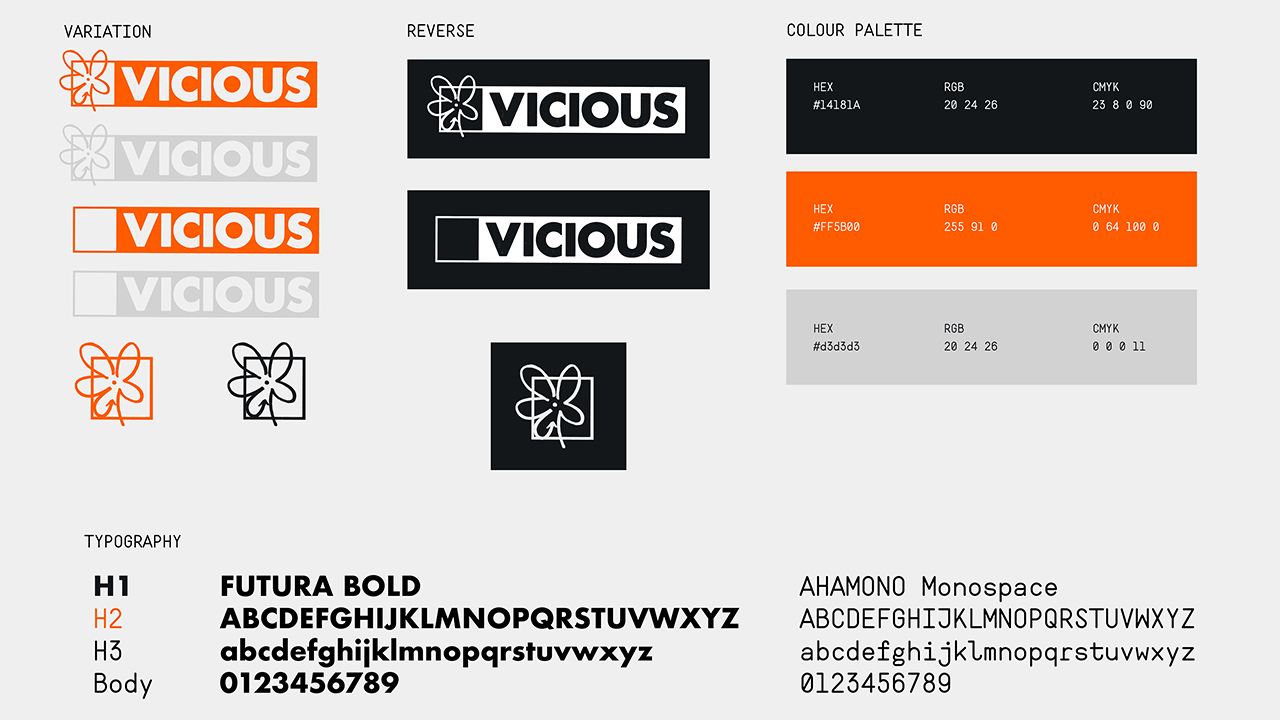 VARIATION
VICIOUS
VICIOUS
VICIOUS
VICIOUS
REVERSE
VICIOUS
VICIOUS
COLOUR PALETTE
HEX RGB CMYK
#14181A 20 24 26 23 8 0 90
HEX RGB CMYK
#FF5B00 255 91 0 0 64 100 0
HEX RGB CMYK
#d3d3d3 20 24 26 0 0 0 11
TYPOGRAPHY
H1
H2
H3
Body
FUTURA BOLD
ABCDEFGHIJKLMNOPQRSTUVWXYZ
abcdefghijklmnopqrstuvwxyz
0123456789
AHAMONO Monospace
ABCDEFGHIJKLMNOPQRSTUVWXYZ
abcdefghijklmnopqrstuvwxyz
0123456789